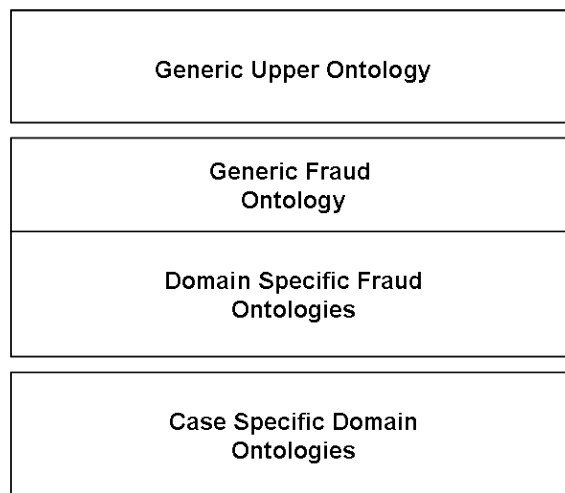 Generic Upper Ontology
Generic Fraud
Ontology
Domain Specific Fraud
Ontologies
Case Specific Domain
Ontologies